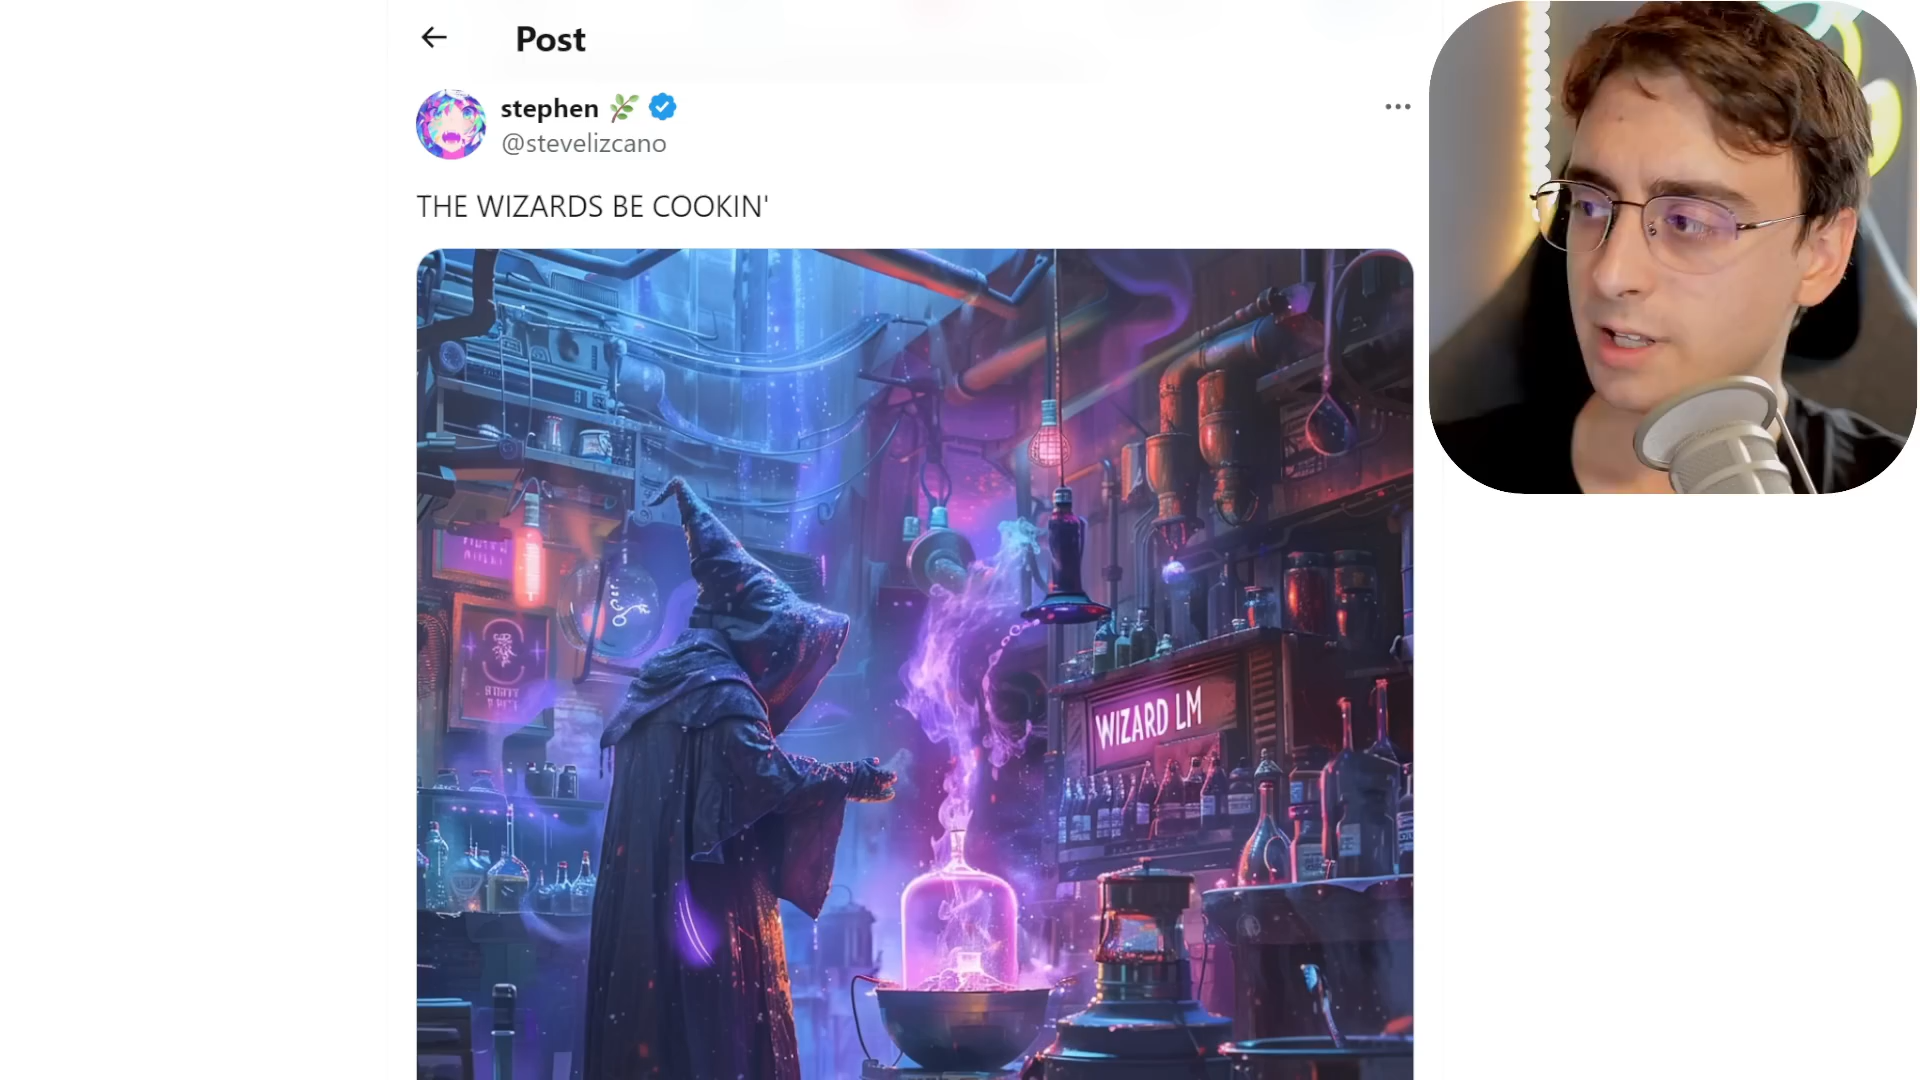 Post
stephen
@stevelizcano
THE WIZARDS BE COOKIN'
WIZARD LM